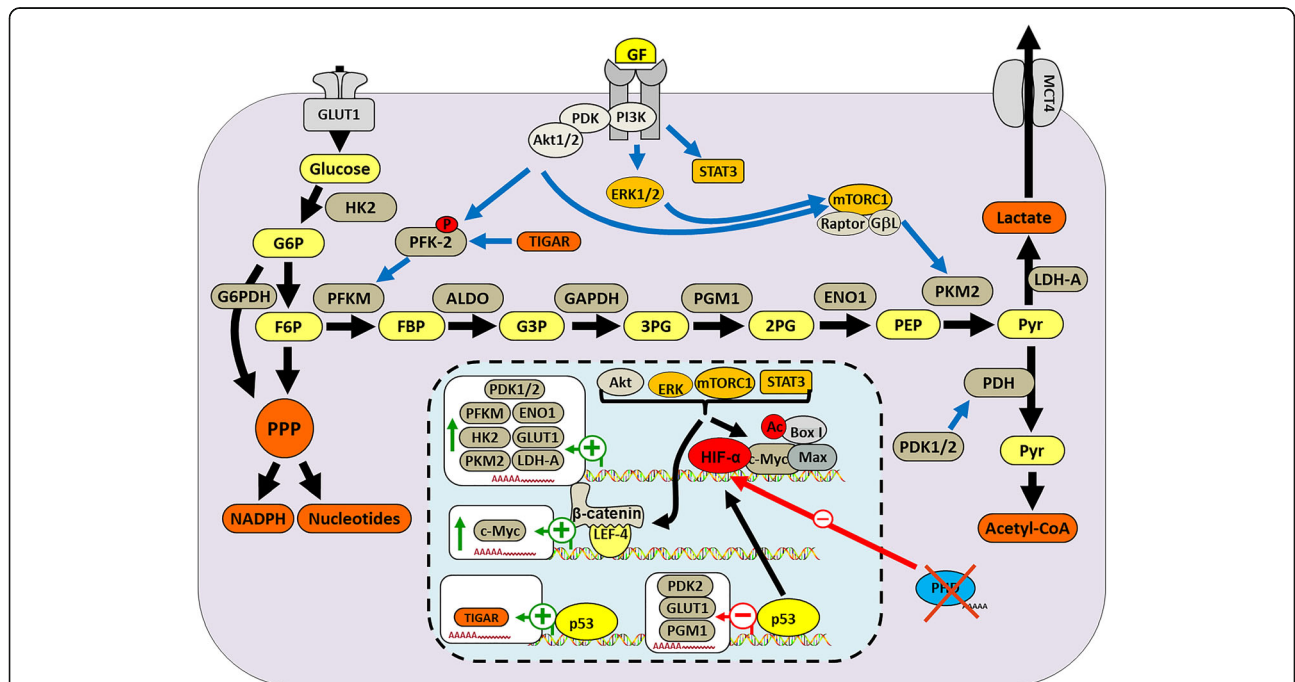 GF
GLUT1
MCT4
PDK
PI3K
Akt1/2
Glucose
STAT3
ERK1/2
HK2
mTORC1
Raptor
GβL
Lactate
P
G6P
PFK-2
TIGAR
LDH-A
G6PDH
PFKM
ALDO
GAPDH
PGM1
ENO1
PKM2
F6P
FBP
G3P
3PG
2PG
PEP
Pyr
PDK1/2
Akt
ERK
mTORC1
STAT3
PDH
PFKM
ENO1
PPP
HK2
GLUT1
Ac
Box I
PDK1/2
PKM2
LDH-A
HIF-α
c-Myc
Max
Pyr
AAAAA
NADPH
Nucleotides
β-catenin
c-Myc
LEF-4
Acetyl-CoA
AAAAA
PDK2
PHD
AAAAA
TIGAR
p53
GLUT1
p53
AAAAA
PGM1
AAAAA